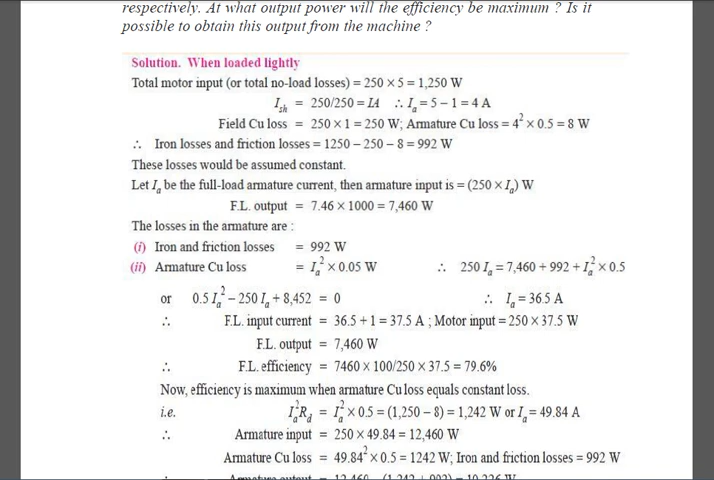 respectively. At what output power will the efficiency be maximum ? Is it
possible to obtain this output from the machine ?
Solution. When loaded lightly
Total motor input (or total no-load losses) = 250 × 5 = 1,250 W
I_sh = 250/250 = IA ∴ I_a = 5 − 1 = 4 A
Field Cu loss = 250 × 1 = 250 W; Armature Cu loss = 4² × 0.5 = 8 W
∴ Iron losses and friction losses = 1250 − 250 − 8 = 992 W
These losses would be assumed constant.
Let I_a be the full-load armature current, then armature input is = (250 × I_a) W
F.L. output = 7.46 × 1000 = 7,460 W
The losses in the armature are :
(i) Iron and friction losses = 992 W
(ii) Armature Cu loss = I_a² × 0.05 W ∴ 250 I_a = 7,460 + 992 + I_a² × 0.5
or 0.5 I_a² − 250 I_a + 8,452 = 0 ∴ I_a = 36.5 A
∴ F.L. input current = 36.5 + 1 = 37.5 A ; Motor input = 250 × 37.5 W
F.L. output = 7,460 W
∴ F.L. efficiency = 7460 × 100/250 × 37.5 = 79.6%
Now, efficiency is maximum when armature Cu loss equals constant loss.
i.e. I_a²R_d = I_a² × 0.5 = (1,250 − 8) = 1,242 W or I_a = 49.84 A
∴ Armature input = 250 × 49.84 = 12,460 W
Armature Cu loss = 49.84² × 0.5 = 1242 W; Iron and friction losses = 992 W